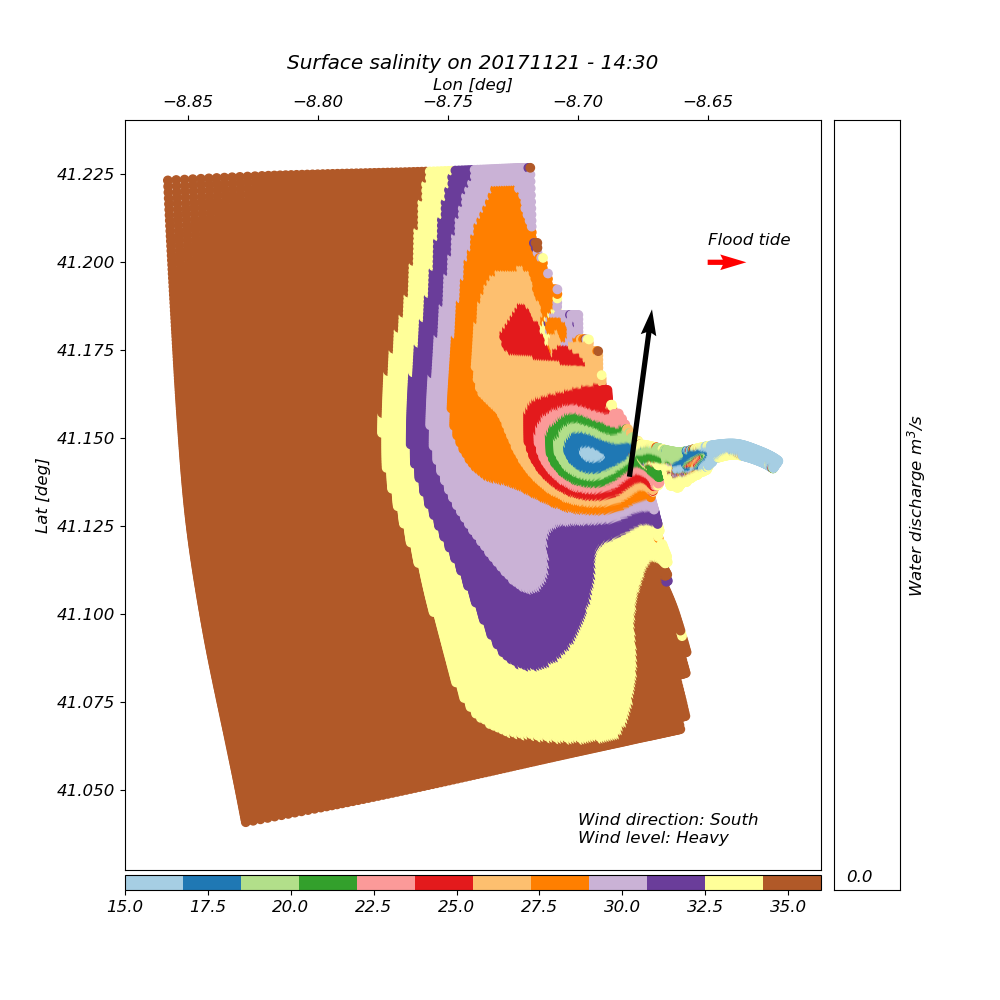 Surface salinity on 20171121 - 14:30
Lon [deg]
−8.85 −8.80 −8.75 −8.70 −8.65
41.225
41.200
41.175
41.150
41.125
41.100
41.075
41.050
Lat [deg]
Flood tide
Wind direction: South
Wind level: Heavy
15.0 17.5 20.0 22.5 25.0 27.5 30.0 32.5 35.0
0.0
Water discharge m³/s